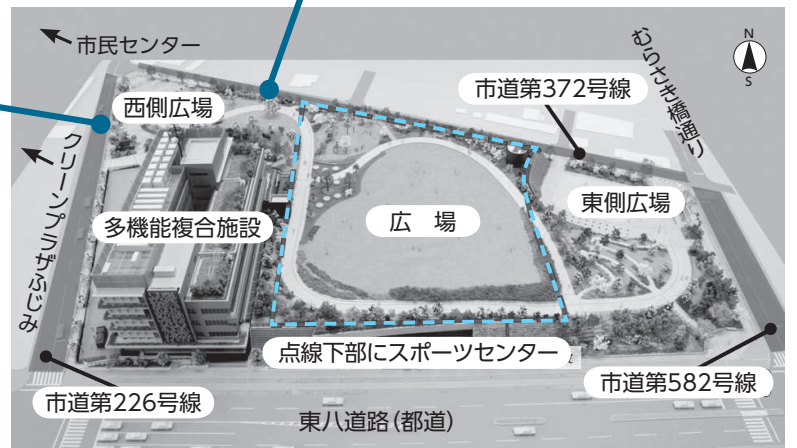 市民センター
N
S
むらさき橋通り
市道第372号線
西側広場
クリーンプラザふじみ
多機能複合施設
広 場
東側広場
点線下部にスポーツセンター
市道第226号線
市道第582号線
東八道路(都道)